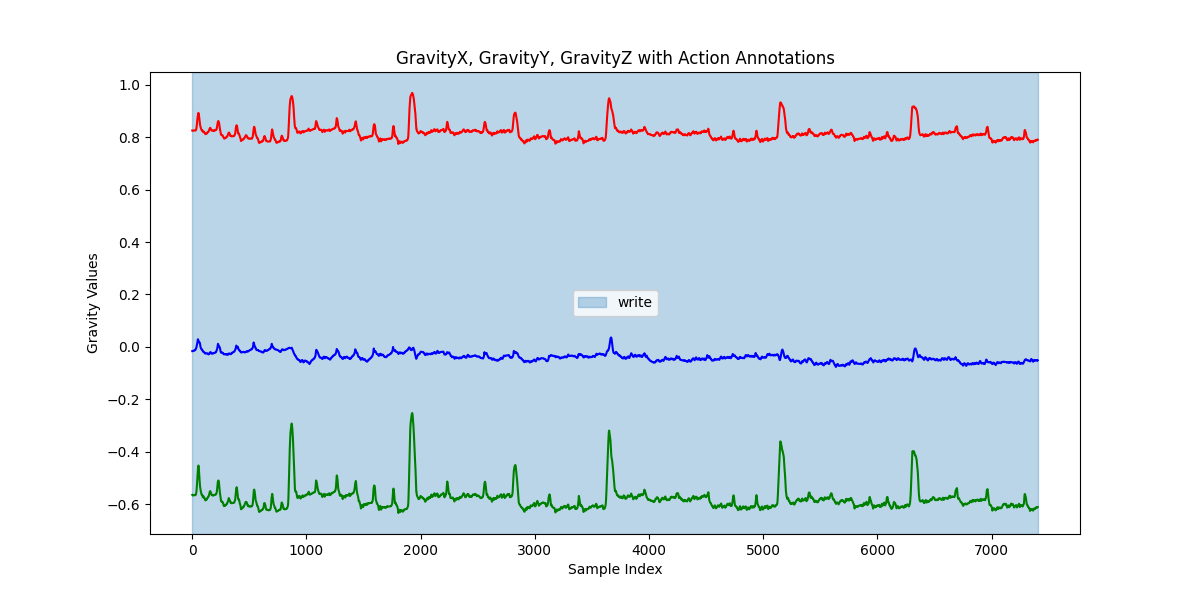 GravityX, GravityY, GravityZ with Action Annotations
1.0
0.8
0.6
0.4
0.2
0.0
−0.2
−0.4
−0.6
Gravity Values
write
0 1000 2000 3000 4000 5000 6000 7000
Sample Index